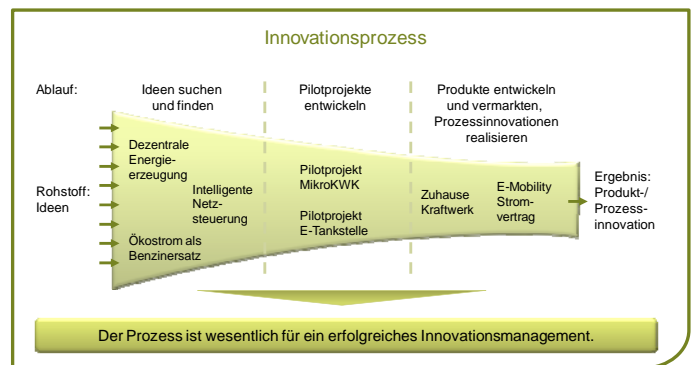 Innovationsprozess
Ablauf:
Ideen suchen
und finden
Pilotprojekte
entwickeln
Produkte entwickeln
und vermarkten,
Prozessinnovationen
realisieren
Rohstoff:
Ideen
Dezentrale
Energie-
erzeugung
Intelligente
Netz-
steuerung
Ökostrom als
Benzinersatz
Pilotprojekt
MikroKWK
Pilotprojekt
E-Tankstelle
Zuhause
Kraftwerk
E-Mobility
Strom-
vertrag
Ergebnis:
Produkt-/
Prozess-
innovation
Der Prozess ist wesentlich für ein erfolgreiches Innovationsmanagement.